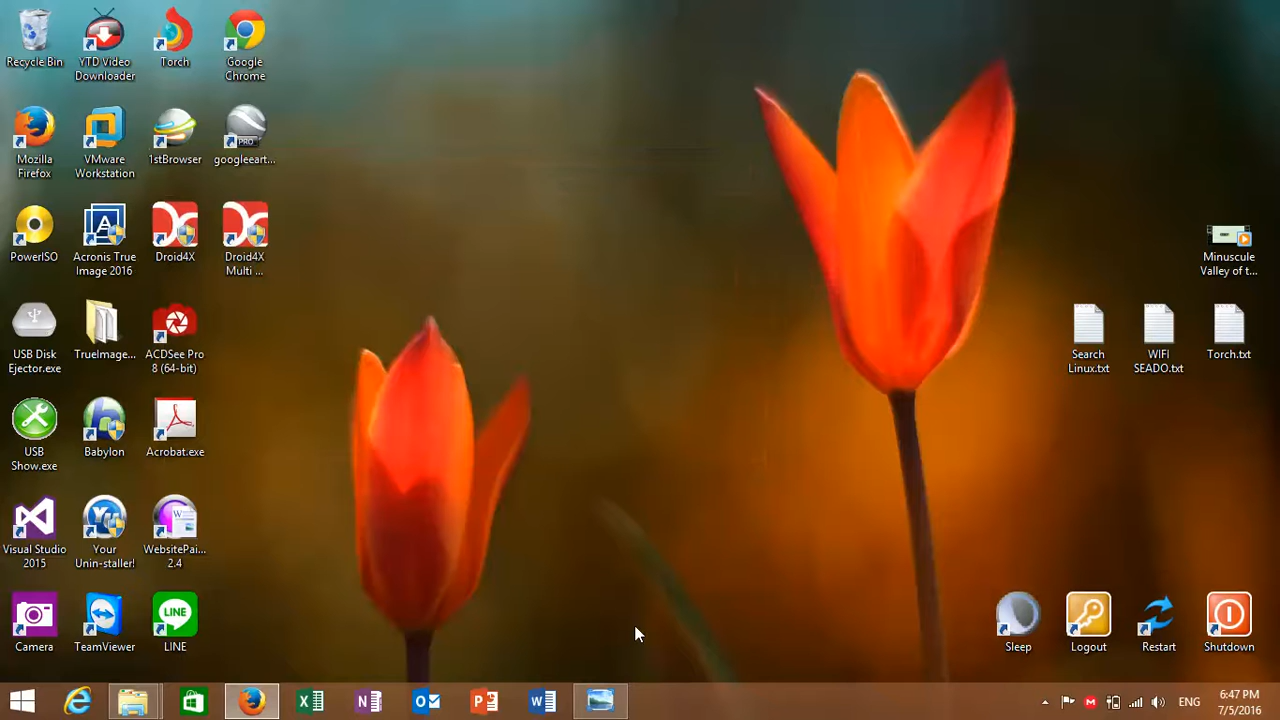 Recycle Bin
YTD Video
Downloader
Torch
Google
Chrome
Mozilla
Firefox
VMware
Workstation
1stBrowser
PRO
googleeart...
PowerISO
Acronis True
Image 2016
Droid4X
Droid4X
Multi ...
Minuscule
Valley of t...
USB Disk
Ejector.exe
TrueImage...
ACDSee Pro
8 (64-bit)
Search
Linux.txt
WIFI
SEADO.txt
Torch.txt
USB
Show.exe
Babylon
Acrobat.exe
Visual Studio
2015
Your
Unin-staller!
WebsitePai...
2.4
Camera
TeamViewer
LINE
LINE
Sleep
Logout
Restart
Shutdown
ENG
6:47 PM
7/5/2016